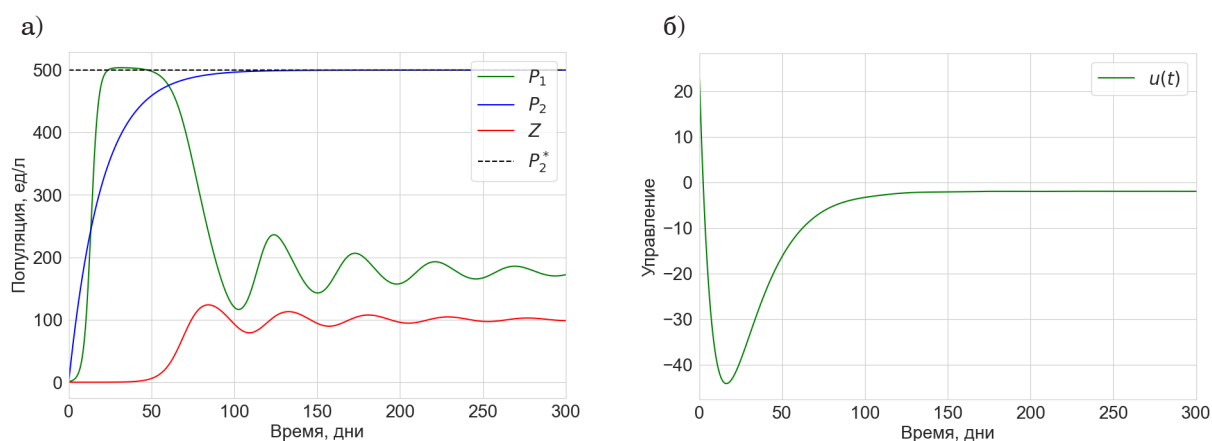 а)
Популяция, ед/л
500
400
300
200
100
0
0 50 100 150 200 250 300
Время, дни
P₁
P₂
Z
P₂*
б)
Управление
20
10
0
−10
−20
−30
−40
0 50 100 150 200 250 300
Время, дни
u(t)